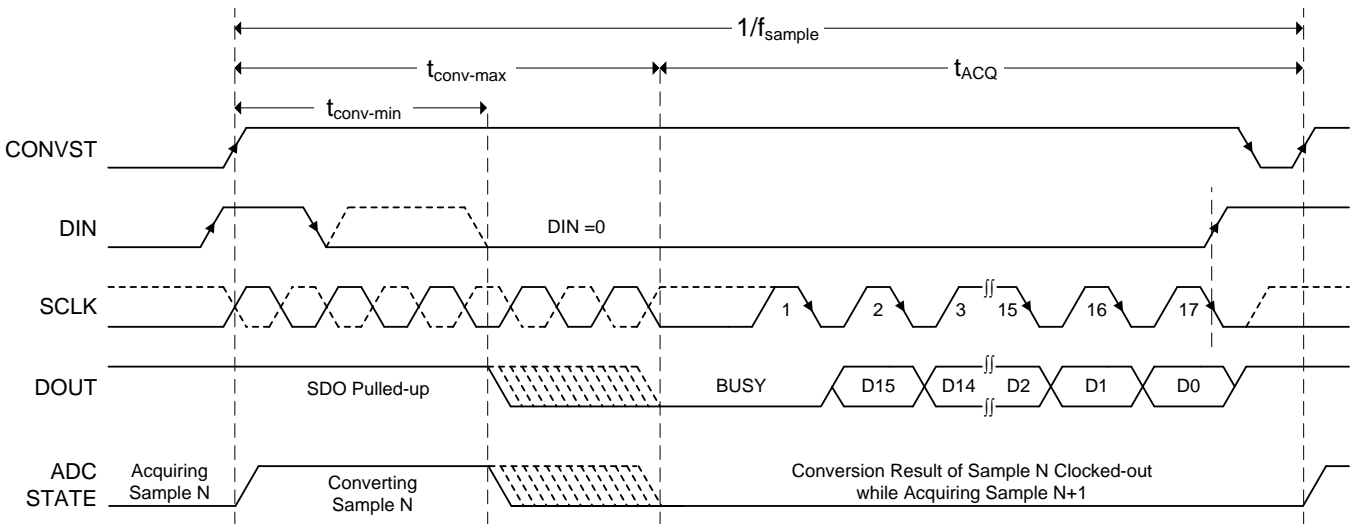 1/fsample
tconv-max
tACQ
tconv-min
CONVST
DIN
DIN =0
SCLK
1 2 3 15 16 17
DOUT
SDO Pulled-up
BUSY
D15 D14 D2 D1 D0
ADC
STATE
Acquiring
Sample N
Converting
Sample N
Conversion Result of Sample N Clocked-out
while Acquiring Sample N+1